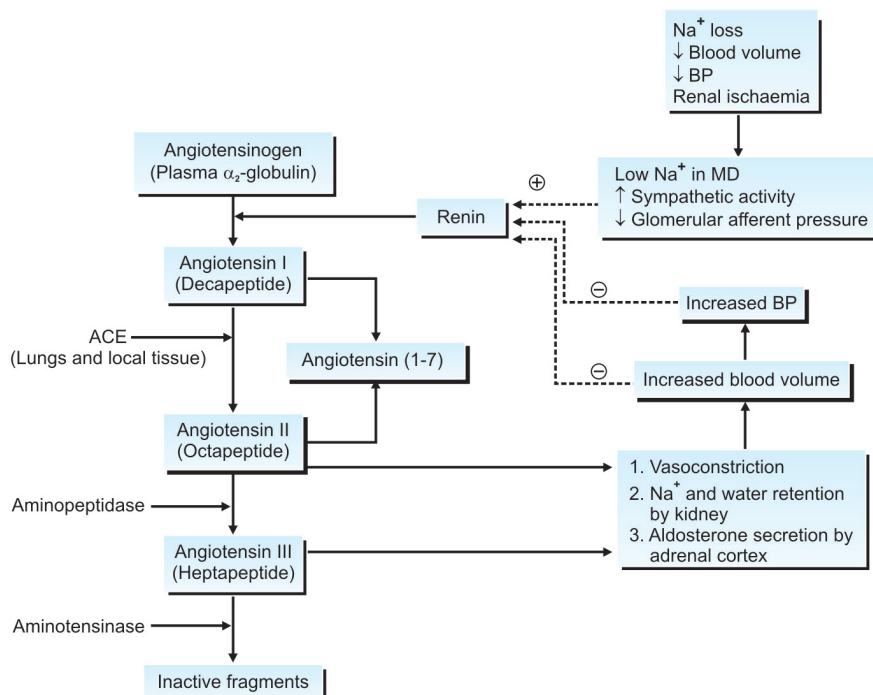 Na⁺ loss
↓ Blood volume
↓ BP
Renal ischaemia
Angiotensinogen
(Plasma α₂-globulin)
Low Na⁺ in MD
↑ Sympathetic activity
↓ Glomerular afferent pressure
⊕
Renin
Angiotensin I
(Decapeptide)
⊖
Increased BP
ACE
(Lungs and local tissue)
Angiotensin (1-7)
⊖
Increased blood volume
Angiotensin II
(Octapeptide)
1. Vasoconstriction
2. Na⁺ and water retention
by kidney
3. Aldosterone secretion by
adrenal cortex
Aminopeptidase
Angiotensin III
(Heptapeptide)
Aminotensinase
Inactive fragments